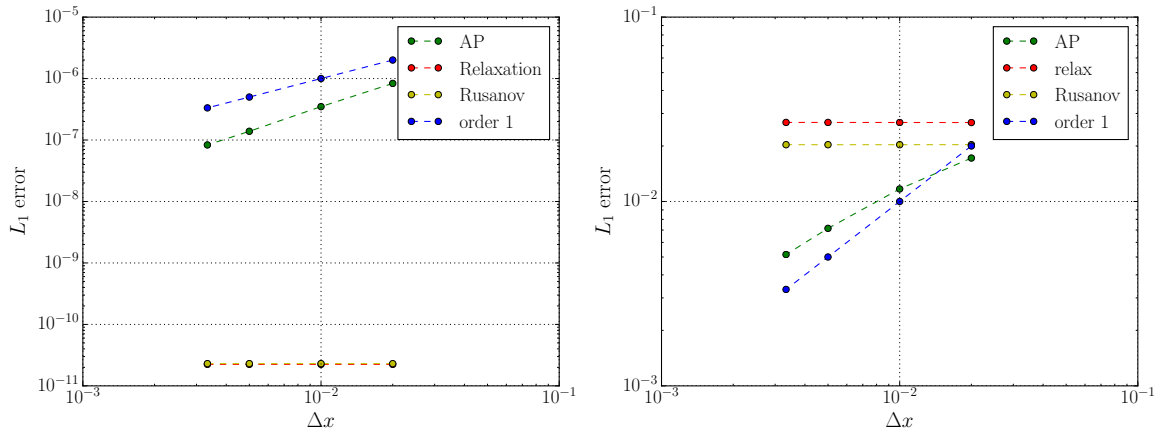 10⁻⁵
10⁻⁶
10⁻⁷
10⁻⁸
10⁻⁹
10⁻¹⁰
10⁻¹¹
L₁ error
AP
Relaxation
Rusanov
order 1
10⁻³
10⁻²
10⁻¹
Δx
10⁻¹
10⁻²
10⁻³
L₁ error
AP
relax
Rusanov
order 1
10⁻³
10⁻²
10⁻¹
Δx